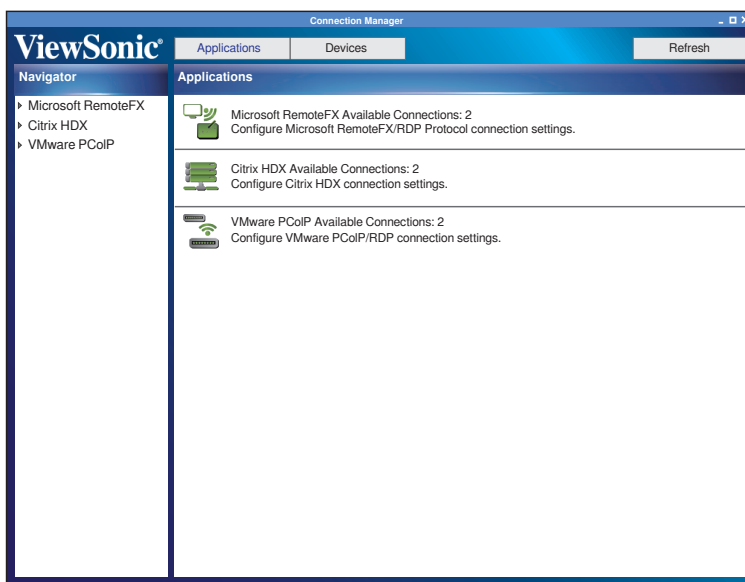 Connection Manager
ViewSonic®
Applications
Devices
Refresh
Navigator
Applications
Microsoft RemoteFX
Citrix HDX
VMware PCoIP
Microsoft RemoteFX Available Connections: 2
Configure Microsoft RemoteFX/RDP Protocol connection settings.
Citrix HDX Available Connections: 2
Configure Citrix HDX connection settings.
VMware PCoIP Available Connections: 2
Configure VMware PCoIP/RDP connection settings.